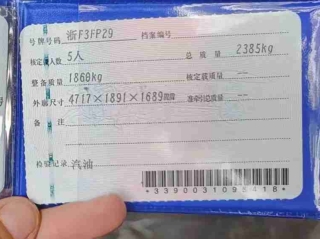 号牌号码 浙F3FP29 档案编号
核定载人数 5人 总质量 2385kg
整备质量 1860kg 核定载质量 --
外廓尺寸 4717×1891×1689 准牵引总质量 --
备注
检验记录 汽油